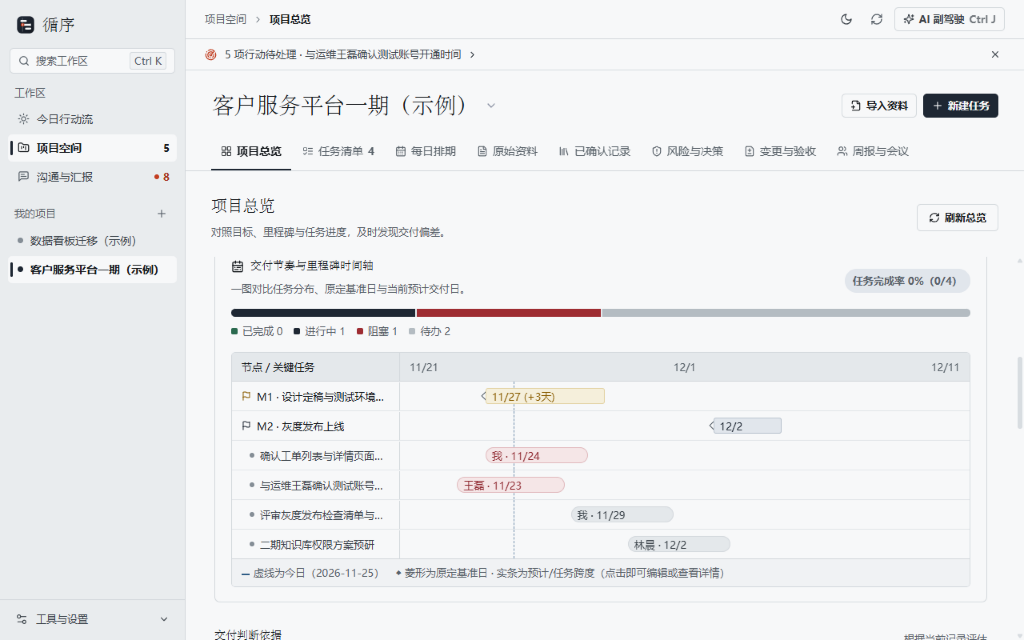 循序
搜索工作区 Ctrl K
工作区
今日行动流
项目空间 5
沟通与汇报 8
我的项目
数据看板迁移（示例）
客户服务平台一期（示例）
工具与设置
项目空间 › 项目总览
AI 副驾驶 Ctrl J
5 项行动待处理 · 与运维王磊确认测试账号开通时间
客户服务平台一期（示例）
导入资料
新建任务
项目总览 任务清单 4 每日排期 原始资料 已确认记录 风险与决策 变更与验收 周报与会议
项目总览
对照目标、里程碑与任务进度，及时发现交付偏差。
刷新总览
交付节奏与里程碑时间轴
一图对比任务分布、原定基准日与当前预计交付日。
任务完成率 0%（0/4）
已完成 0 进行中 1 阻塞 1 待办 2
节点 / 关键任务 11/21 12/1 12/11
M1 · 设计定稿与测试环境... 11/27 (+3天)
M2 · 灰度发布上线 12/2
确认工单列表与详情页面... 我 · 11/24
与运维王磊确认测试账号... 王磊 · 11/23
评审灰度发布检查清单与... 我 · 11/29
二期知识库权限方案预研 林晨 · 12/2
虚线为今日（2026-11-25） 菱形为原定基准日 · 实条为预计/任务跨度（点击即可编辑或查看详情）
交付判断依据
根据当前记录评估